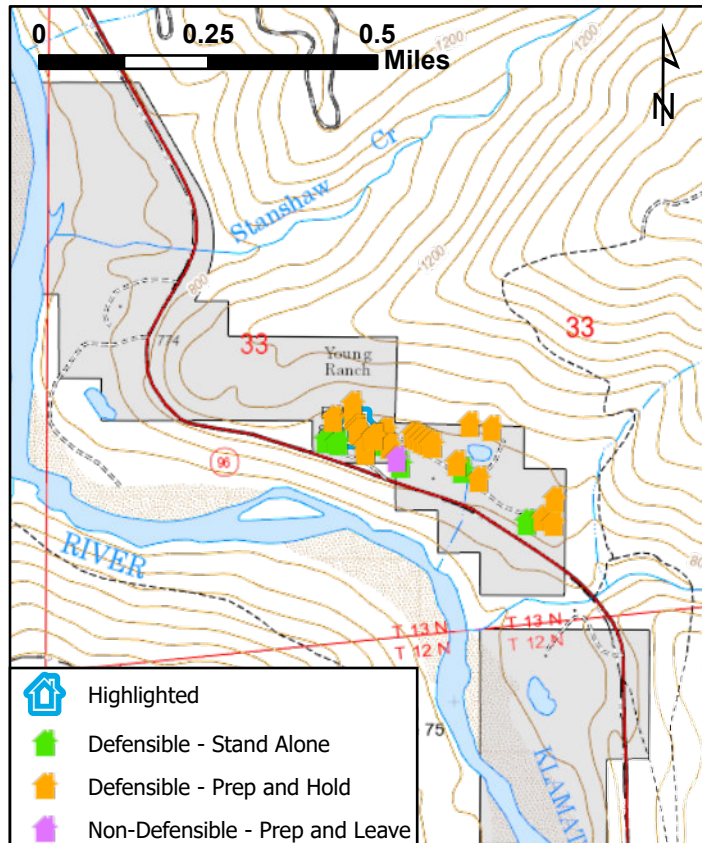 0 0.25 0.5
Miles
N
1200
1200
Stanshaw Cr
1200
800
774
33
33
Young
Ranch
96
RIVER
T 13 N T 13 N
T 12 N T 12 N
75
KLAMAT
Highlighted
Defensible - Stand Alone
Defensible - Prep and Hold
Non-Defensible - Prep and Leave